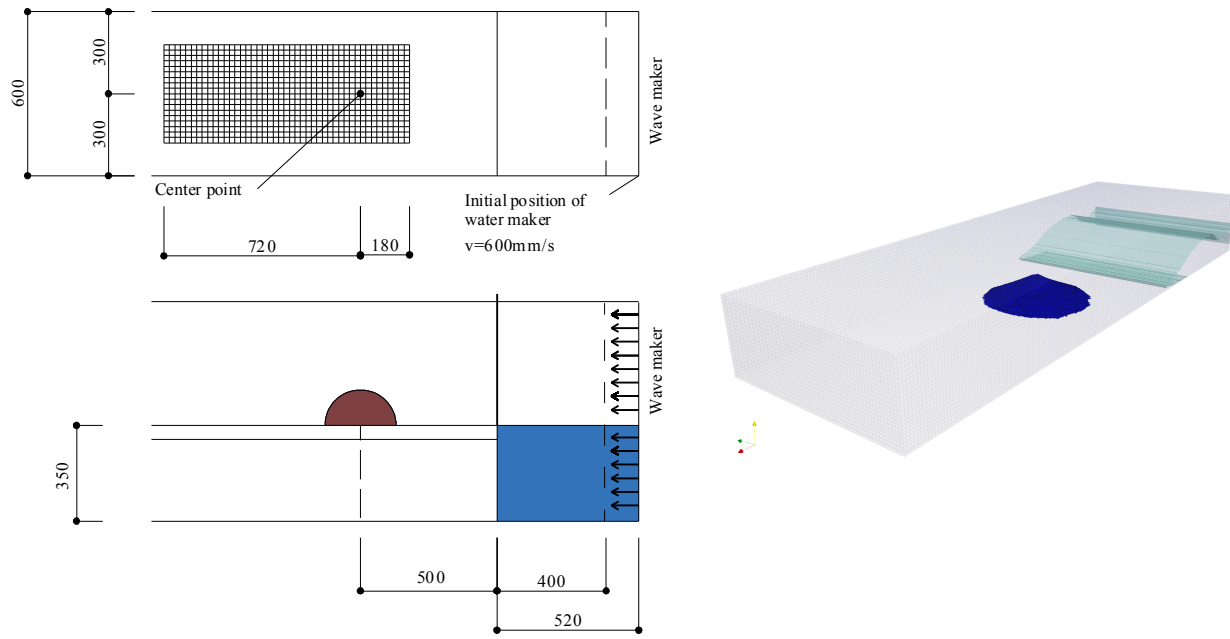 300
600
300
Wave maker
Center point
Initial position of
water maker
v=600mm/s
720
180
Wave maker
350
500
400
520